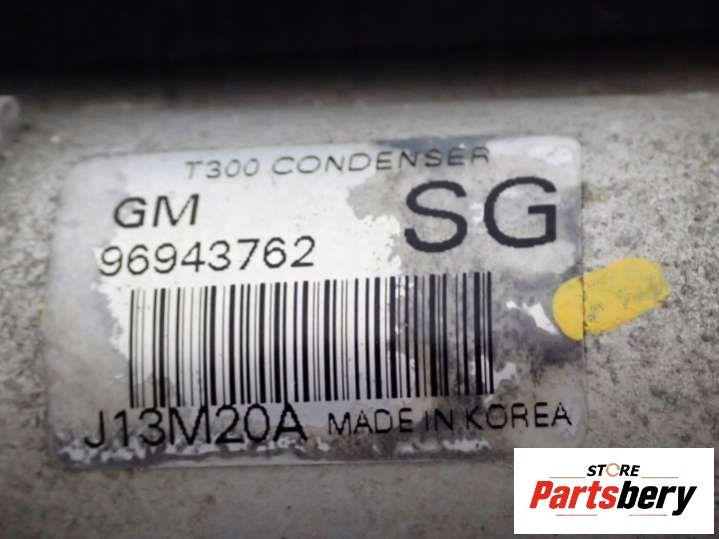 T300 CONDENSER
GM
SG
96943762
J13M20A MADE IN KOREA
STORE
Partsbery